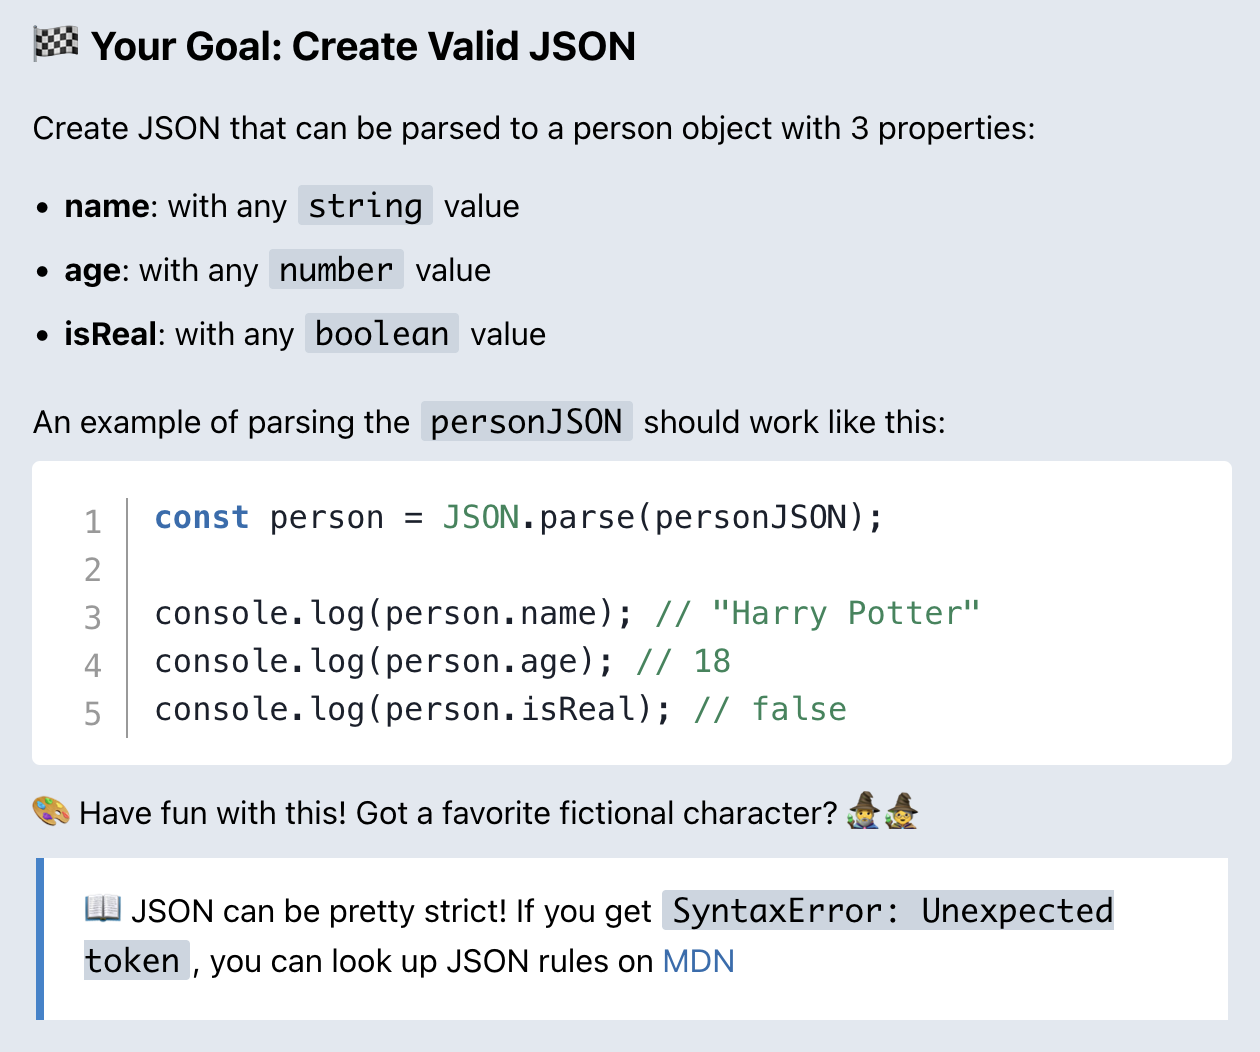 🏁 Your Goal: Create Valid JSON
Create JSON that can be parsed to a person object with 3 properties:
• name: with any string value
• age: with any number value
• isReal: with any boolean value
An example of parsing the personJSON should work like this:
1 const person = JSON.parse(personJSON);
2
3 console.log(person.name); // "Harry Potter"
4 console.log(person.age); // 18
5 console.log(person.isReal); // false
🎨 Have fun with this! Got a favorite fictional character? 🧙‍♂️🧙
📖 JSON can be pretty strict! If you get SyntaxError: Unexpected
token, you can look up JSON rules on MDN